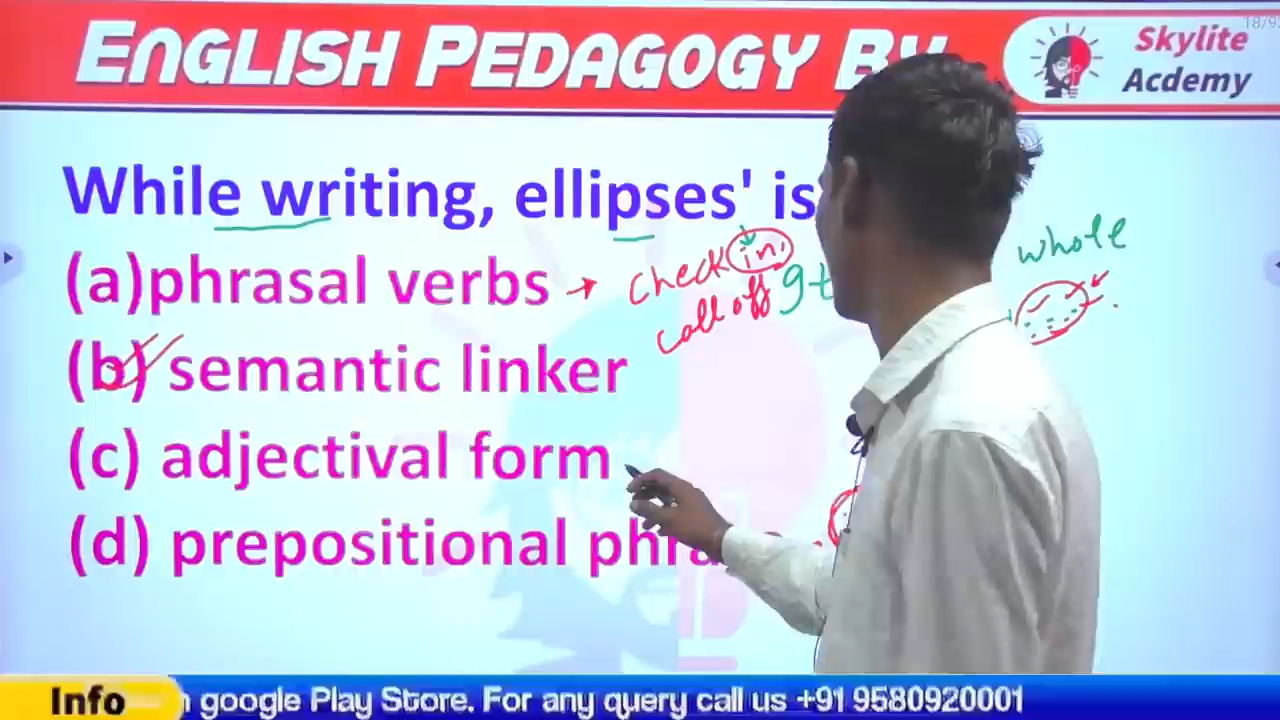 ENGLISH PEDAGOGY By
Skylite
Acdemy
While writing, ellipses' is
(a)phrasal verbs
check in
call off
whole
(b) semantic linker
(c) adjectival form
(d) prepositional
Info
google Play Store. For any query call us +91 9580920001